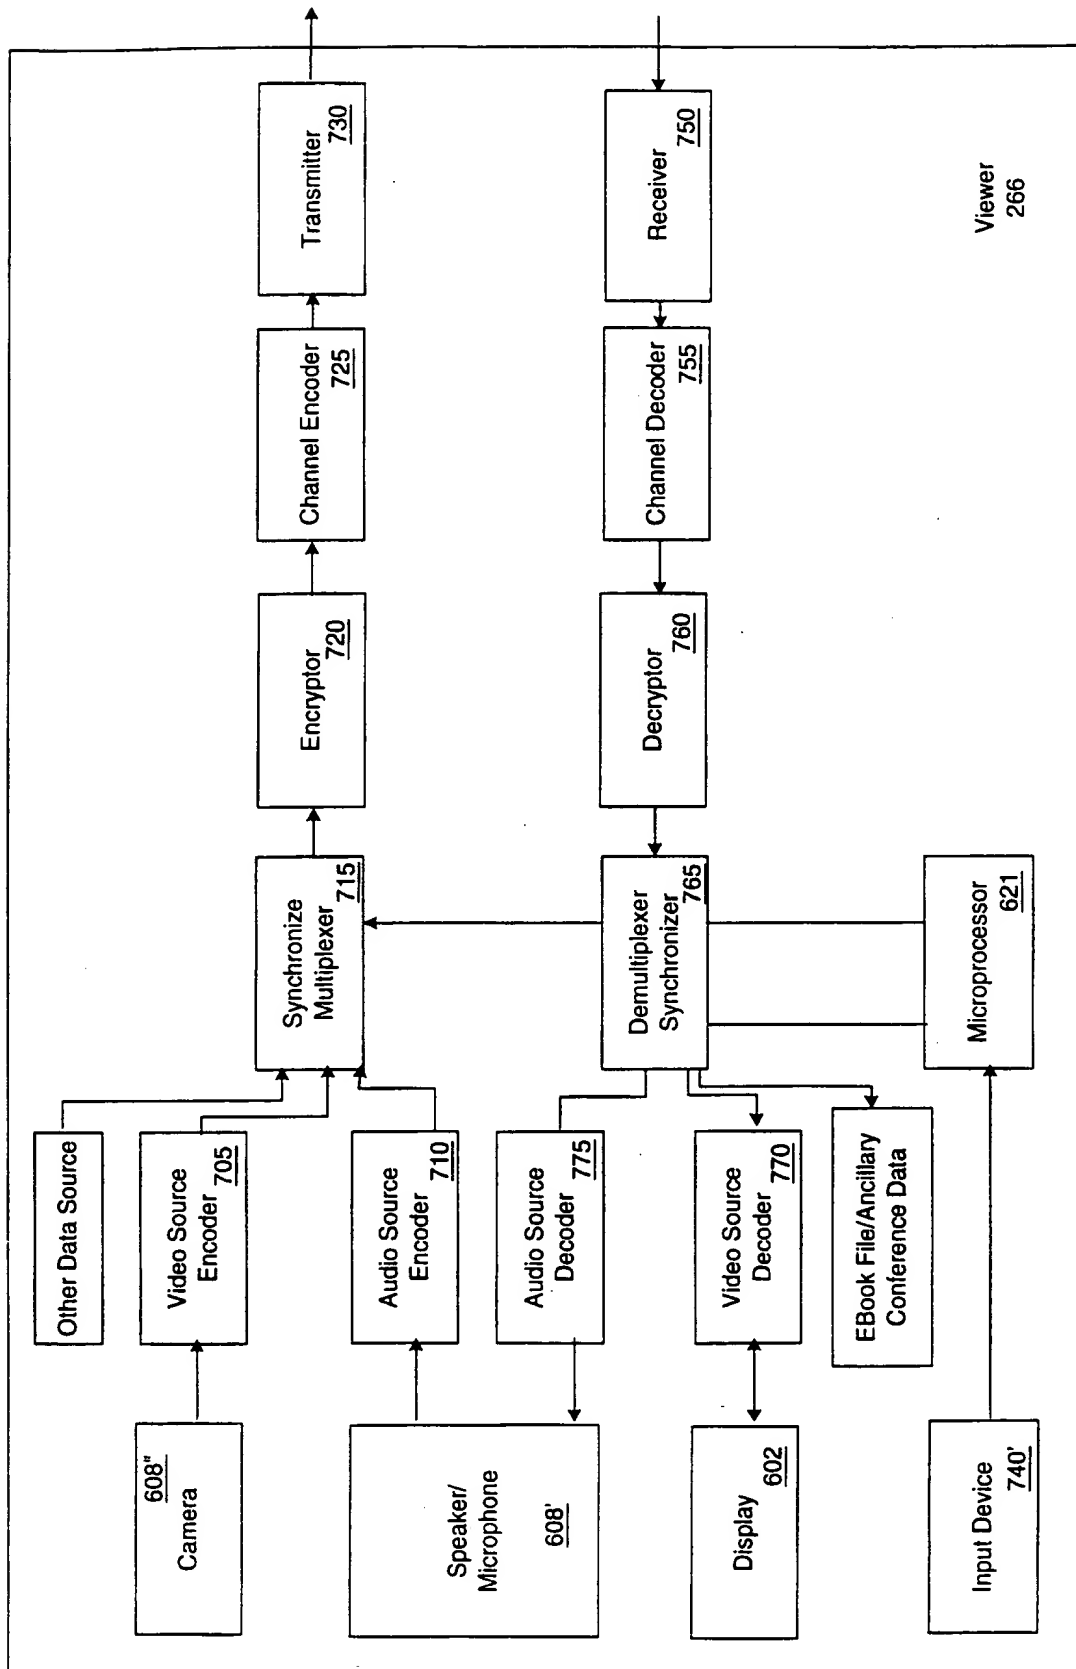 Other Data Source
Video Source
Encoder 705
Audio Source
Encoder 710
Audio Source
Decoder 775
Video Source
Decoder 770
EBook File/Ancillary
Conference Data
608"
Camera
Speaker/
Microphone
608'
Display
602
Input Device
740'
Synchronize
Multiplexer 715
Encryptor
720
Channel Encoder
725
Transmitter
730
Demultiplexer
Synchronizer
765
Decryptor
760
Channel Decoder
755
Receiver
750
Microprocessor
621
Viewer
266